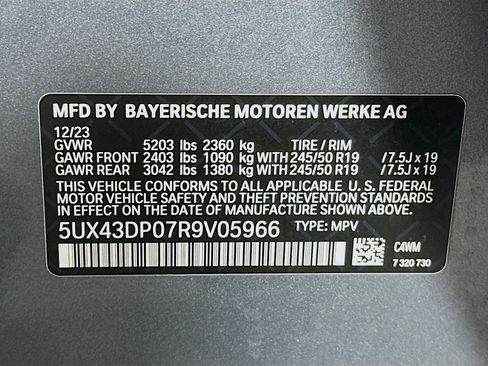 MFD BY BAYERISCHE MOTOREN WERKE AG
12/23
GVWR 5203 lbs 2360 kg TIRE / RIM
GAWR FRONT 2403 lbs 1090 kg WITH 245/50 R19 / 7.5J x 19
GAWR REAR 3042 lbs 1380 kg WITH 245/50 R19 / 7.5J x 19
THIS VEHICLE CONFORMS TO ALL APPLICABLE U. S. FEDERAL
MOTOR VEHICLE SAFETY AND THEFT PREVENTION STANDARDS IN
EFFECT ON THE DATE OF MANUFACTURE SHOWN ABOVE.
5UX43DP07R9V05966 TYPE: MPV
C4WM
7 320 730